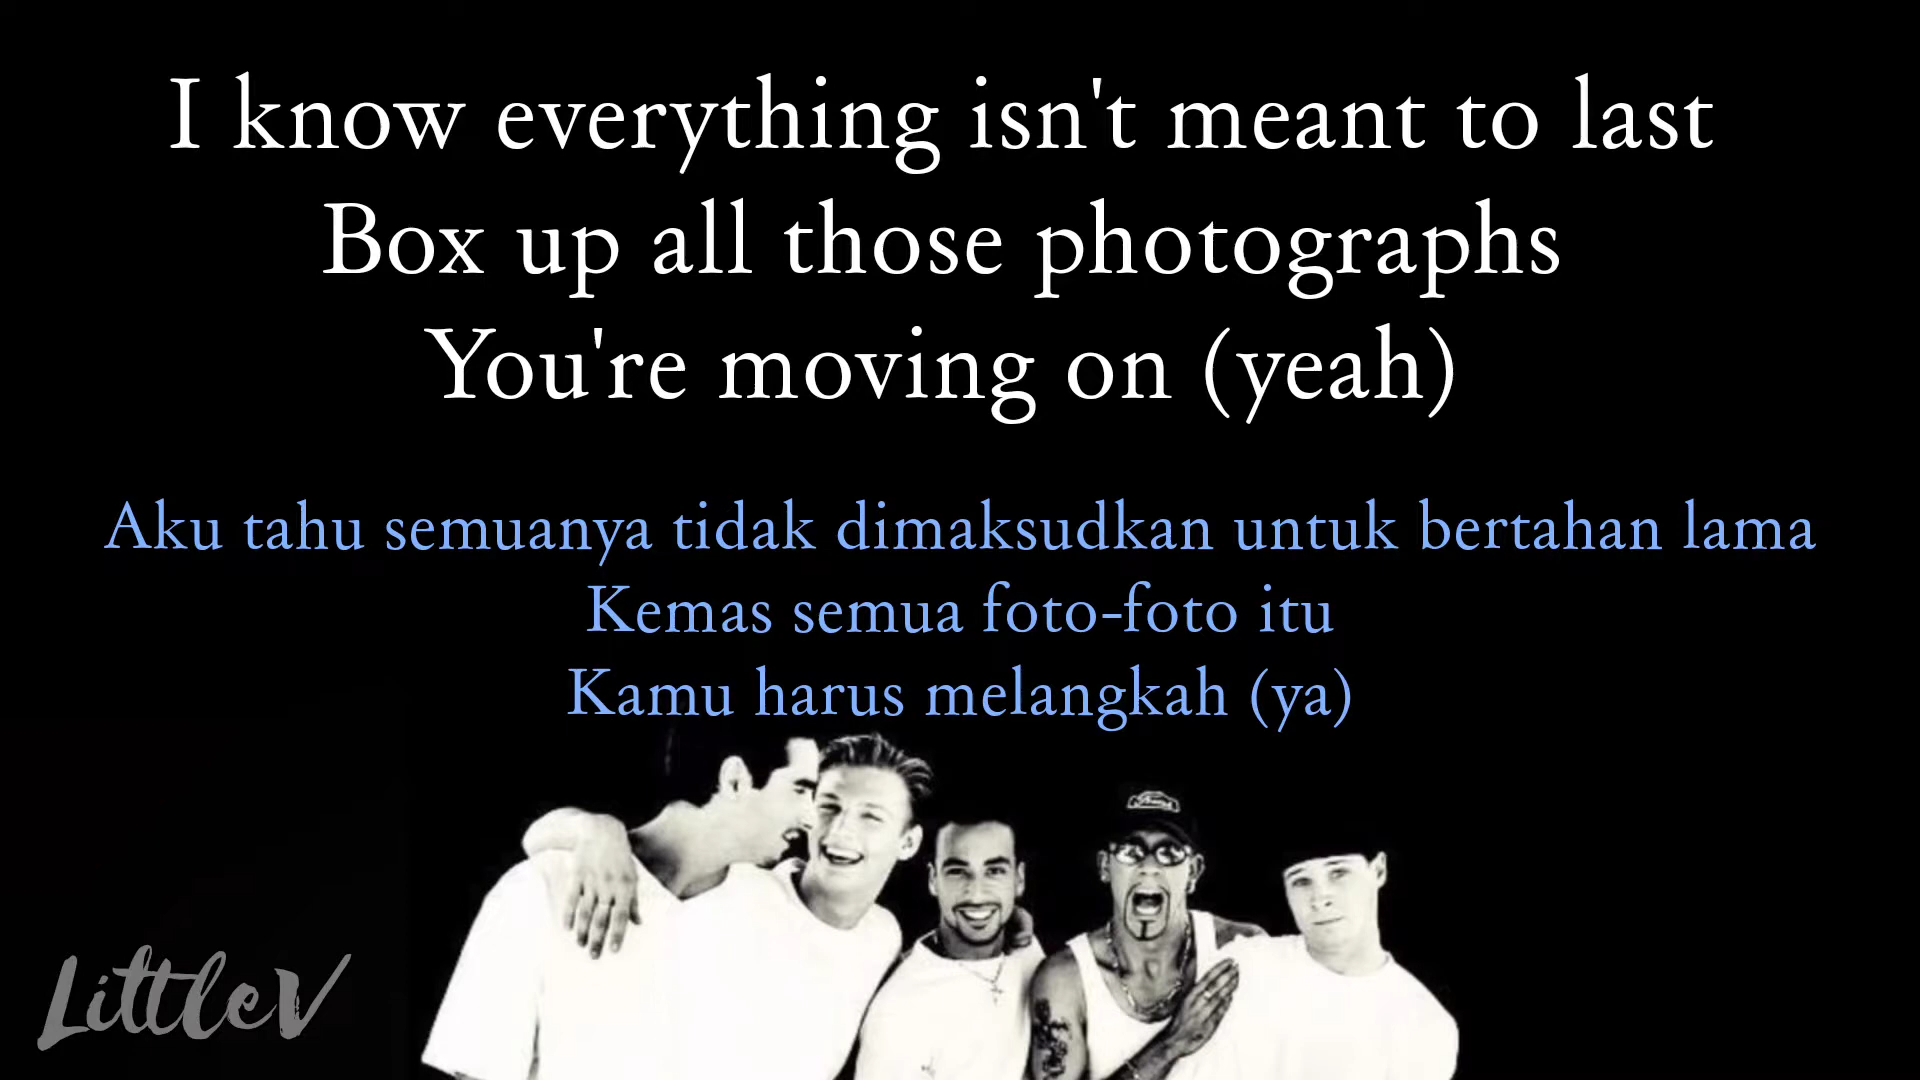 I know everything isn't meant to last
Box up all those photographs
You're moving on (yeah)
Aku tahu semuanya tidak dimaksudkan untuk bertahan lama
Kemas semua foto-foto itu
Kamu harus melangkah (ya)
LittleV